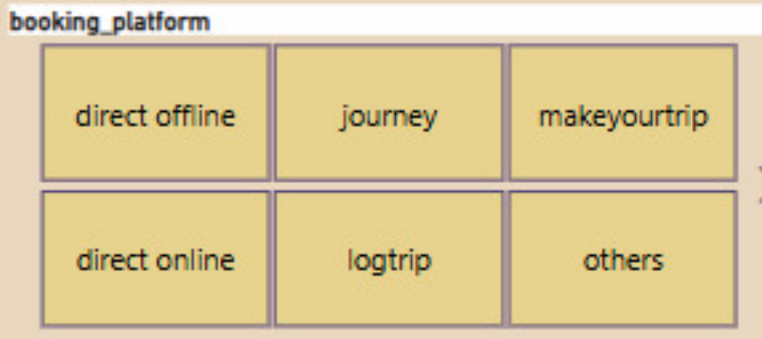 booking_platform
direct offline
journey
makeyourtrip
direct online
logtrip
others